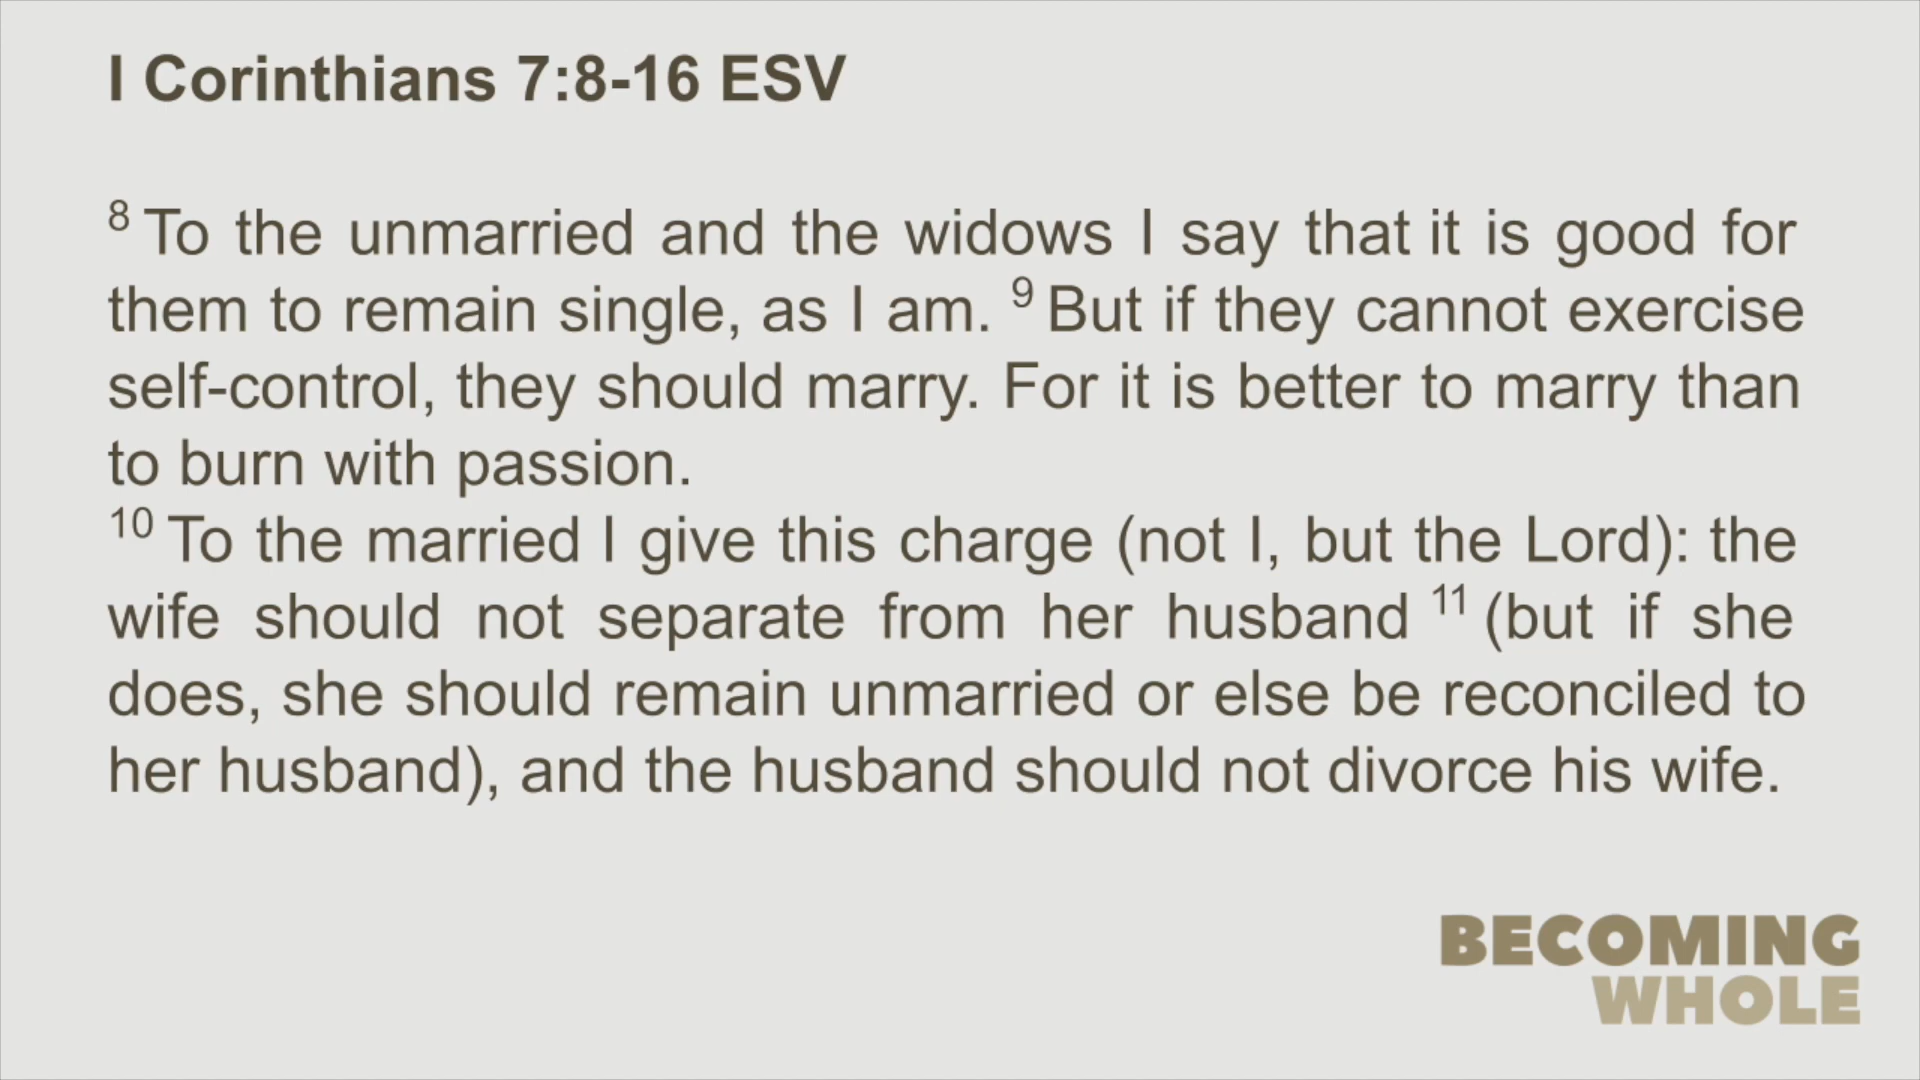 I Corinthians 7:8-16 ESV
8 To the unmarried and the widows I say that it is good for
them to remain single, as I am. 9 But if they cannot exercise
self-control, they should marry. For it is better to marry than
to burn with passion.
10 To the married I give this charge (not I, but the Lord): the
wife should not separate from her husband 11 (but if she
does, she should remain unmarried or else be reconciled to
her husband), and the husband should not divorce his wife.
BECOMING
WHOLE